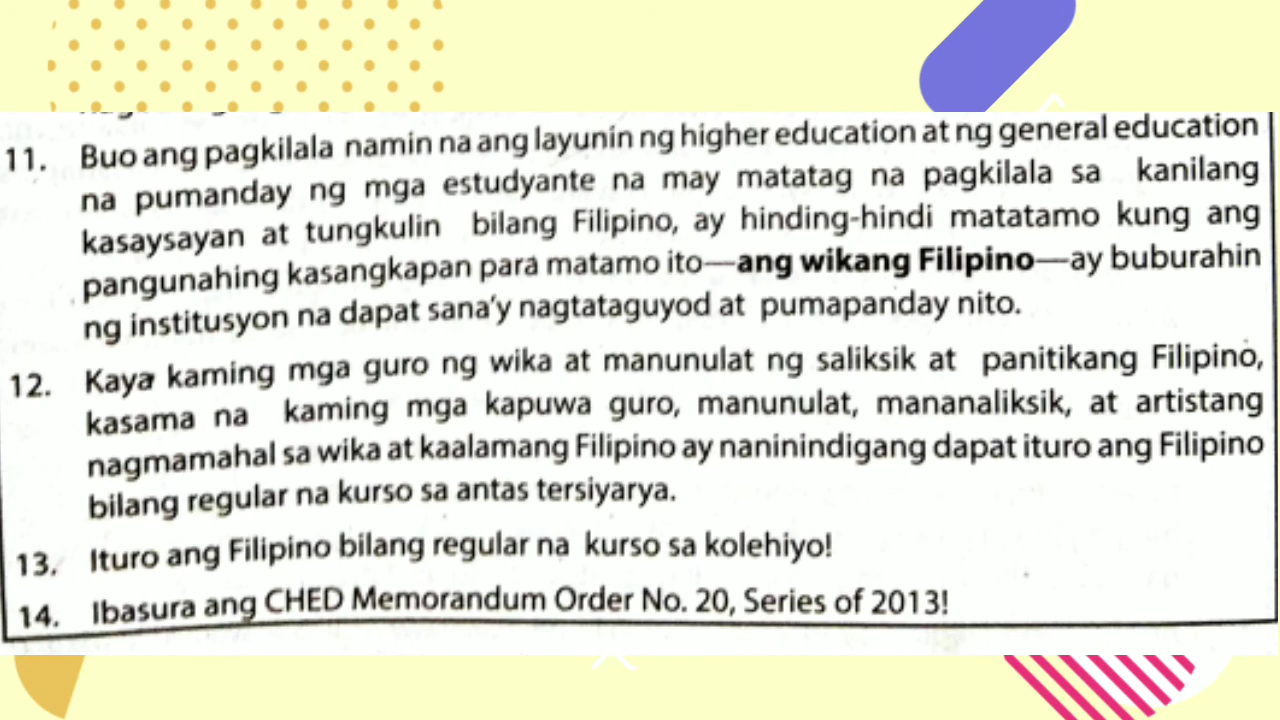 11. Buo ang pagkilala namin na ang layunin ng higher education at ng general education
na pumanday ng mga estudyante na may matatag na pagkilala sa kanilang
kasaysayan at tungkulin bilang Filipino, ay hinding-hindi matatamo kung ang
pangunahing kasangkapan para matamo ito—ang wikang Filipino—ay buburahin
ng institusyon na dapat sana'y nagtataguyod at pumapanday nito.
12. Kaya kaming mga guro ng wika at manunulat ng saliksik at panitikang Filipino,
kasama na kaming mga kapuwa guro, manunulat, mananaliksik, at artistang
nagmamahal sa wika at kaalamang Filipino ay naninindigang dapat ituro ang Filipino
bilang regular na kurso sa antas tersiyarya.
13. Ituro ang Filipino bilang regular na kurso sa kolehiyo!
14. Ibasura ang CHED Memorandum Order No. 20, Series of 2013!